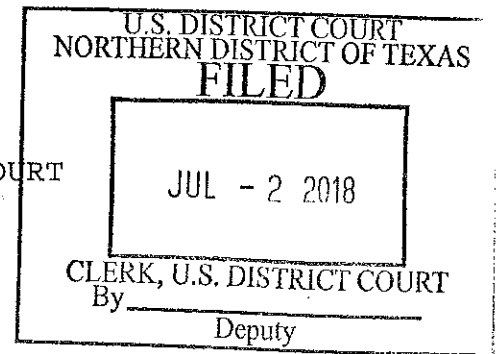 U.S. DISTRICT COURT
NORTHERN DISTRICT OF TEXAS
FILED
JUL - 2 2018
CLERK, U.S. DISTRICT COURT
By
Deputy